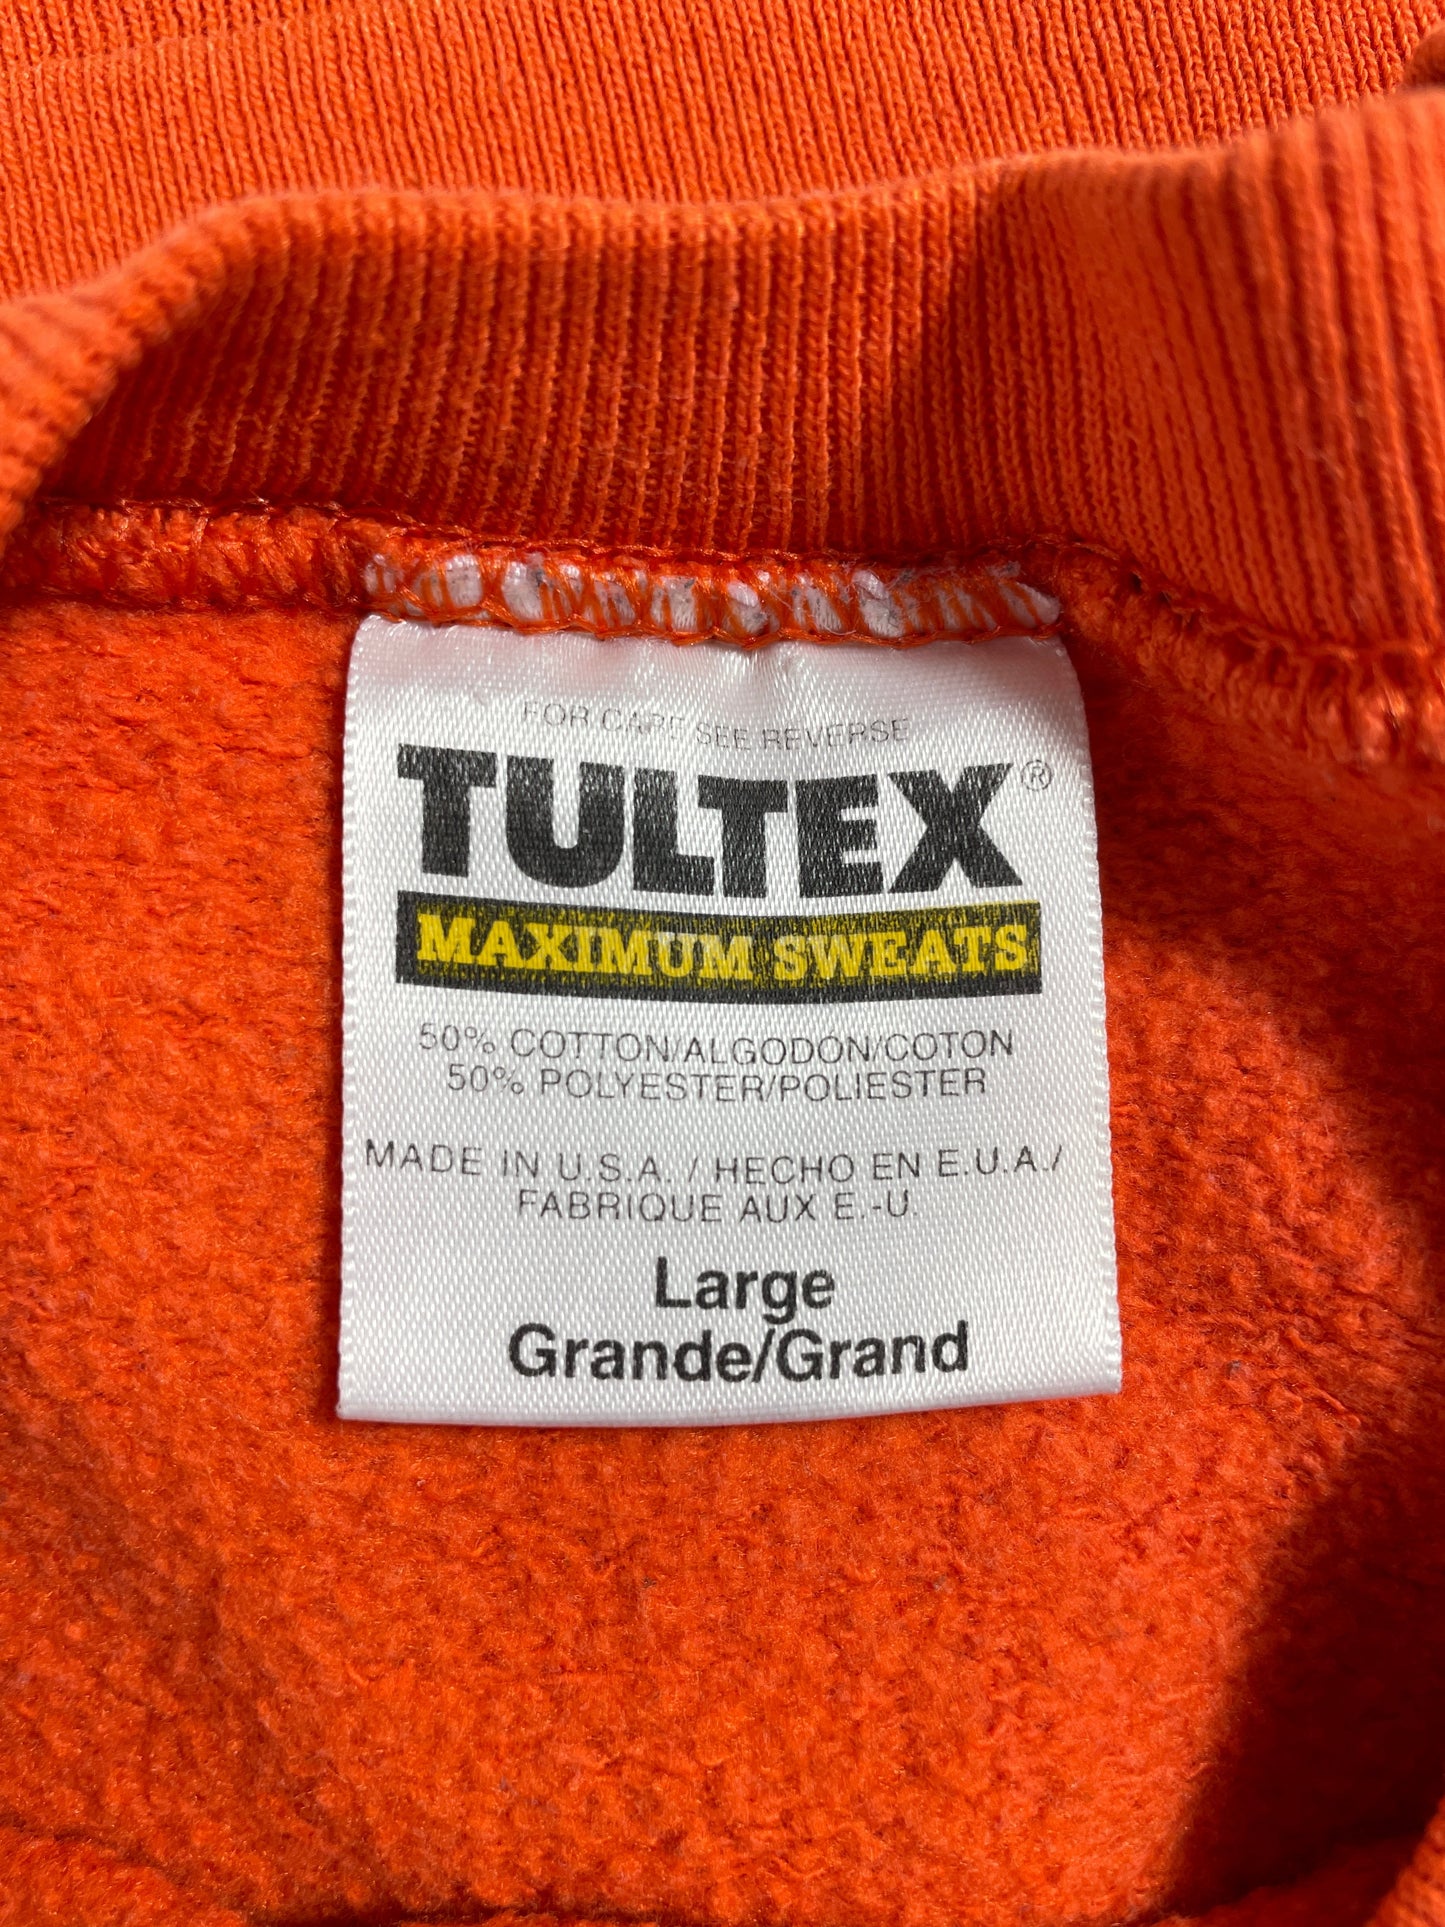 FOR CARE SEE REVERSE
TULTEX®
MAXIMUM SWEATS
50% COTTON/ALGODÓN/COTON
50% POLYESTER/POLIESTER
MADE IN U.S.A. / HECHO EN E.U.A./
FABRIQUE AUX E.-U.
Large
Grande/Grand